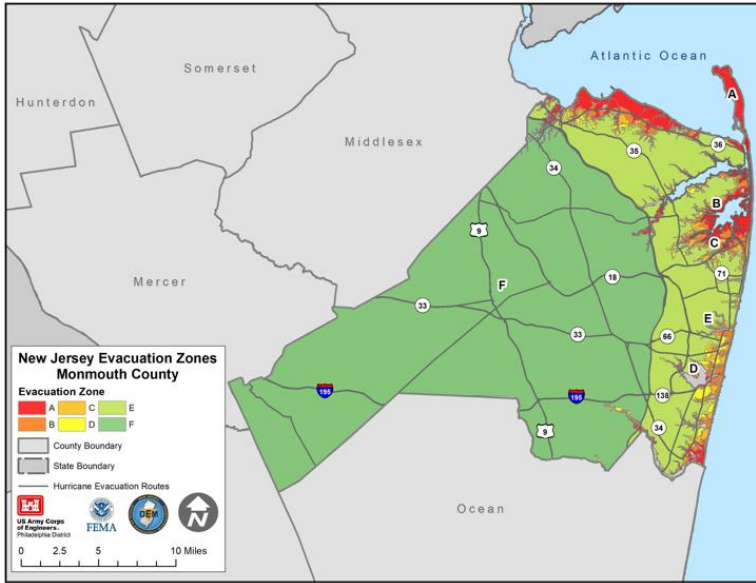 Atlantic Ocean
Somerset
Hunterdon
Middlesex
Mercer
Ocean
A
36
35
34
B
9
C
18
71
F
33
33
E
66
D
195
195
138
34
9
New Jersey Evacuation Zones
Monmouth County
Evacuation Zone
A C E
B D F
County Boundary
State Boundary
Hurricane Evacuation Routes
US Army Corps
of Engineers.
Philadelphia District
FEMA
OEM
N
0 2.5 5 10 Miles